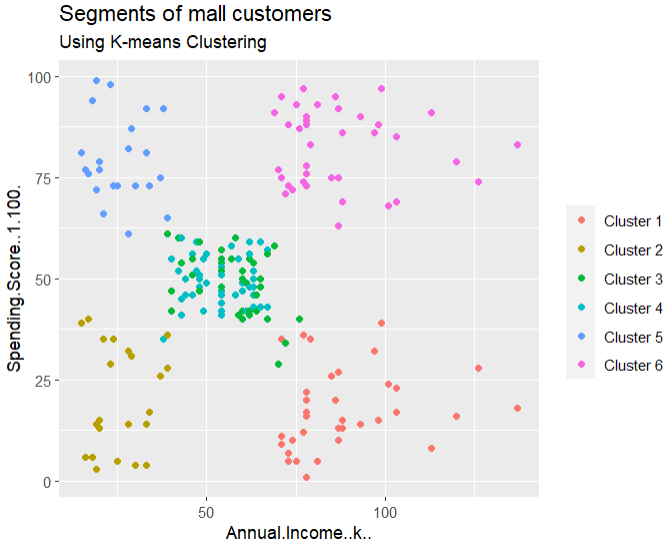 Segments of mall customers
Using K-means Clustering
100
75
50
25
0
Spending.Score..1.100.
50
100
Annual.Income..k..
Cluster 1
Cluster 2
Cluster 3
Cluster 4
Cluster 5
Cluster 6